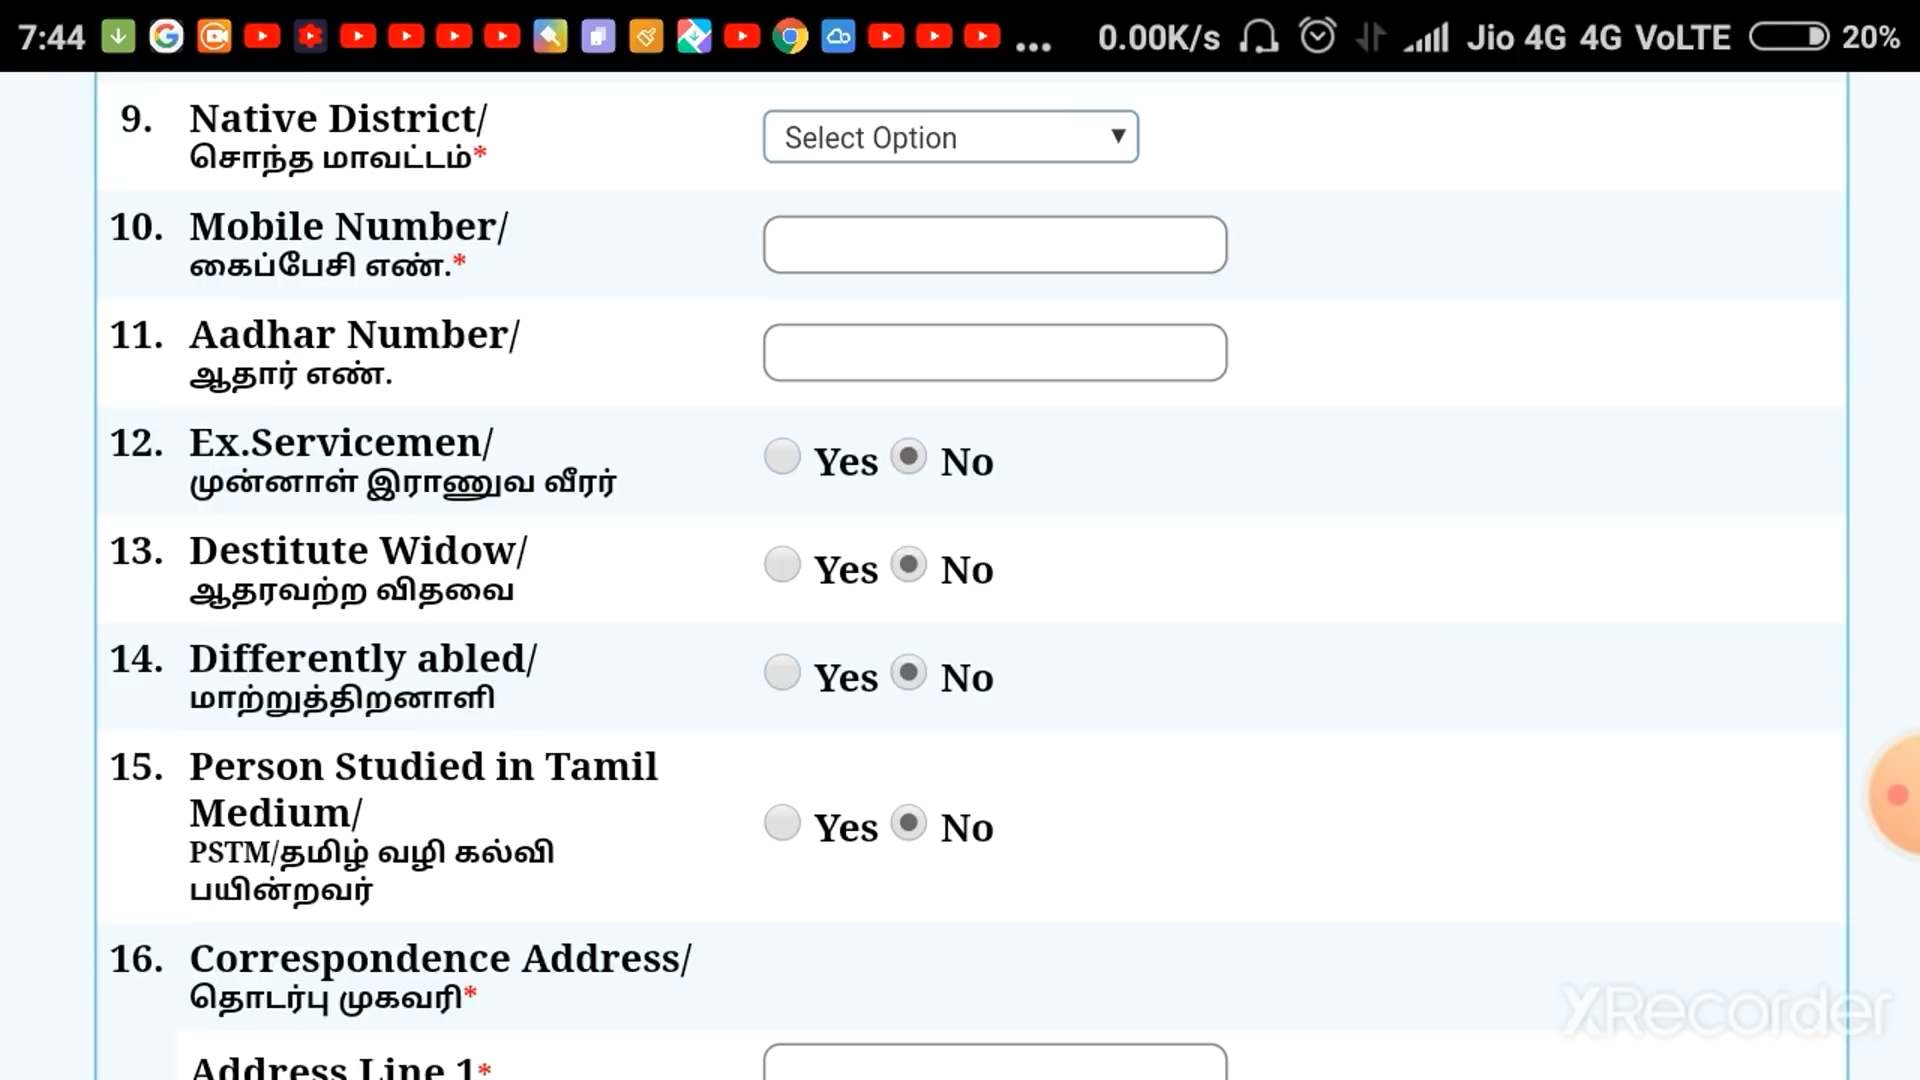 7:44 ... 0.00K/s Jio 4G 4G VoLTE 20%
9. Native District/
சொந்த மாவட்டம்*
Select Option
10. Mobile Number/
கைப்பேசி எண்.*
11. Aadhar Number/
ஆதார் எண்.
12. Ex.Servicemen/
முன்னாள் இராணுவ வீரர்
Yes No
13. Destitute Widow/
ஆதரவற்ற விதவை
Yes No
14. Differently abled/
மாற்றுத்திறனாளி
Yes No
15. Person Studied in Tamil
Medium/
PSTM/தமிழ் வழி கல்வி
பயின்றவர்
Yes No
16. Correspondence Address/
தொடர்பு முகவரி*
XRecorder
Address Line 1*